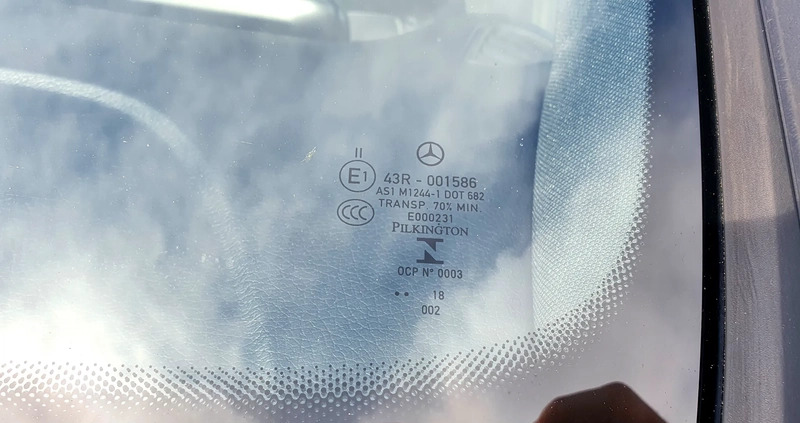 II
E1
43R - 001586
AS1 M1244-1 DOT 682
TRANSP. 70% MIN.
CCC
E000231
PILKINGTON
N
OCP Nº 0003
•• 18
002